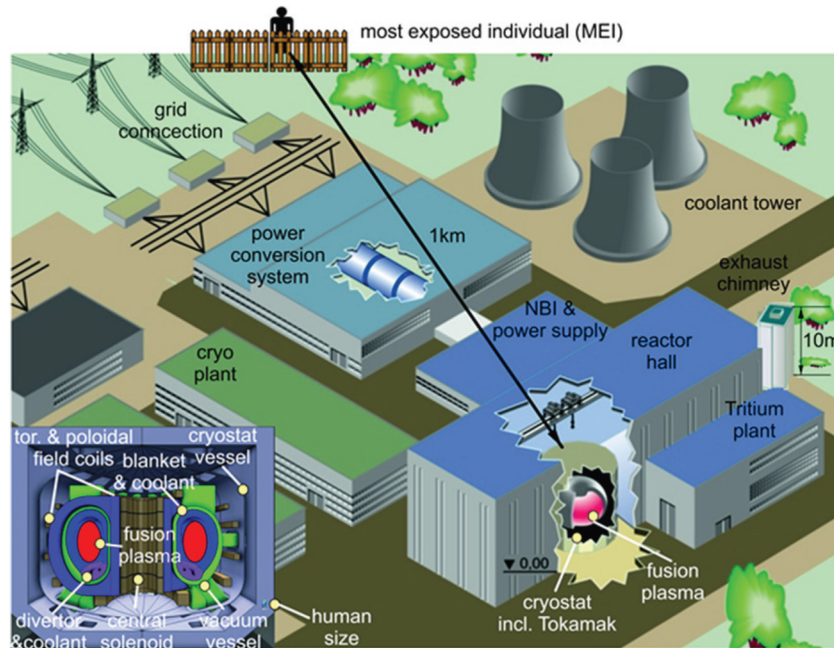 most exposed individual (MEI)
grid
conncection
coolant tower
power
conversion
system
1km
exhaust
chimney
NBI &
power supply
reactor
hall
10m
cryo
plant
Tritium
plant
tor. & poloidal
field coils
cryostat
vessel
blanket
& coolant
fusion
plasma
0,00
fusion
plasma
cryostat
incl. Tokamak
human
size
divertor
&coolant
central
solenoid
vacuum
vessel